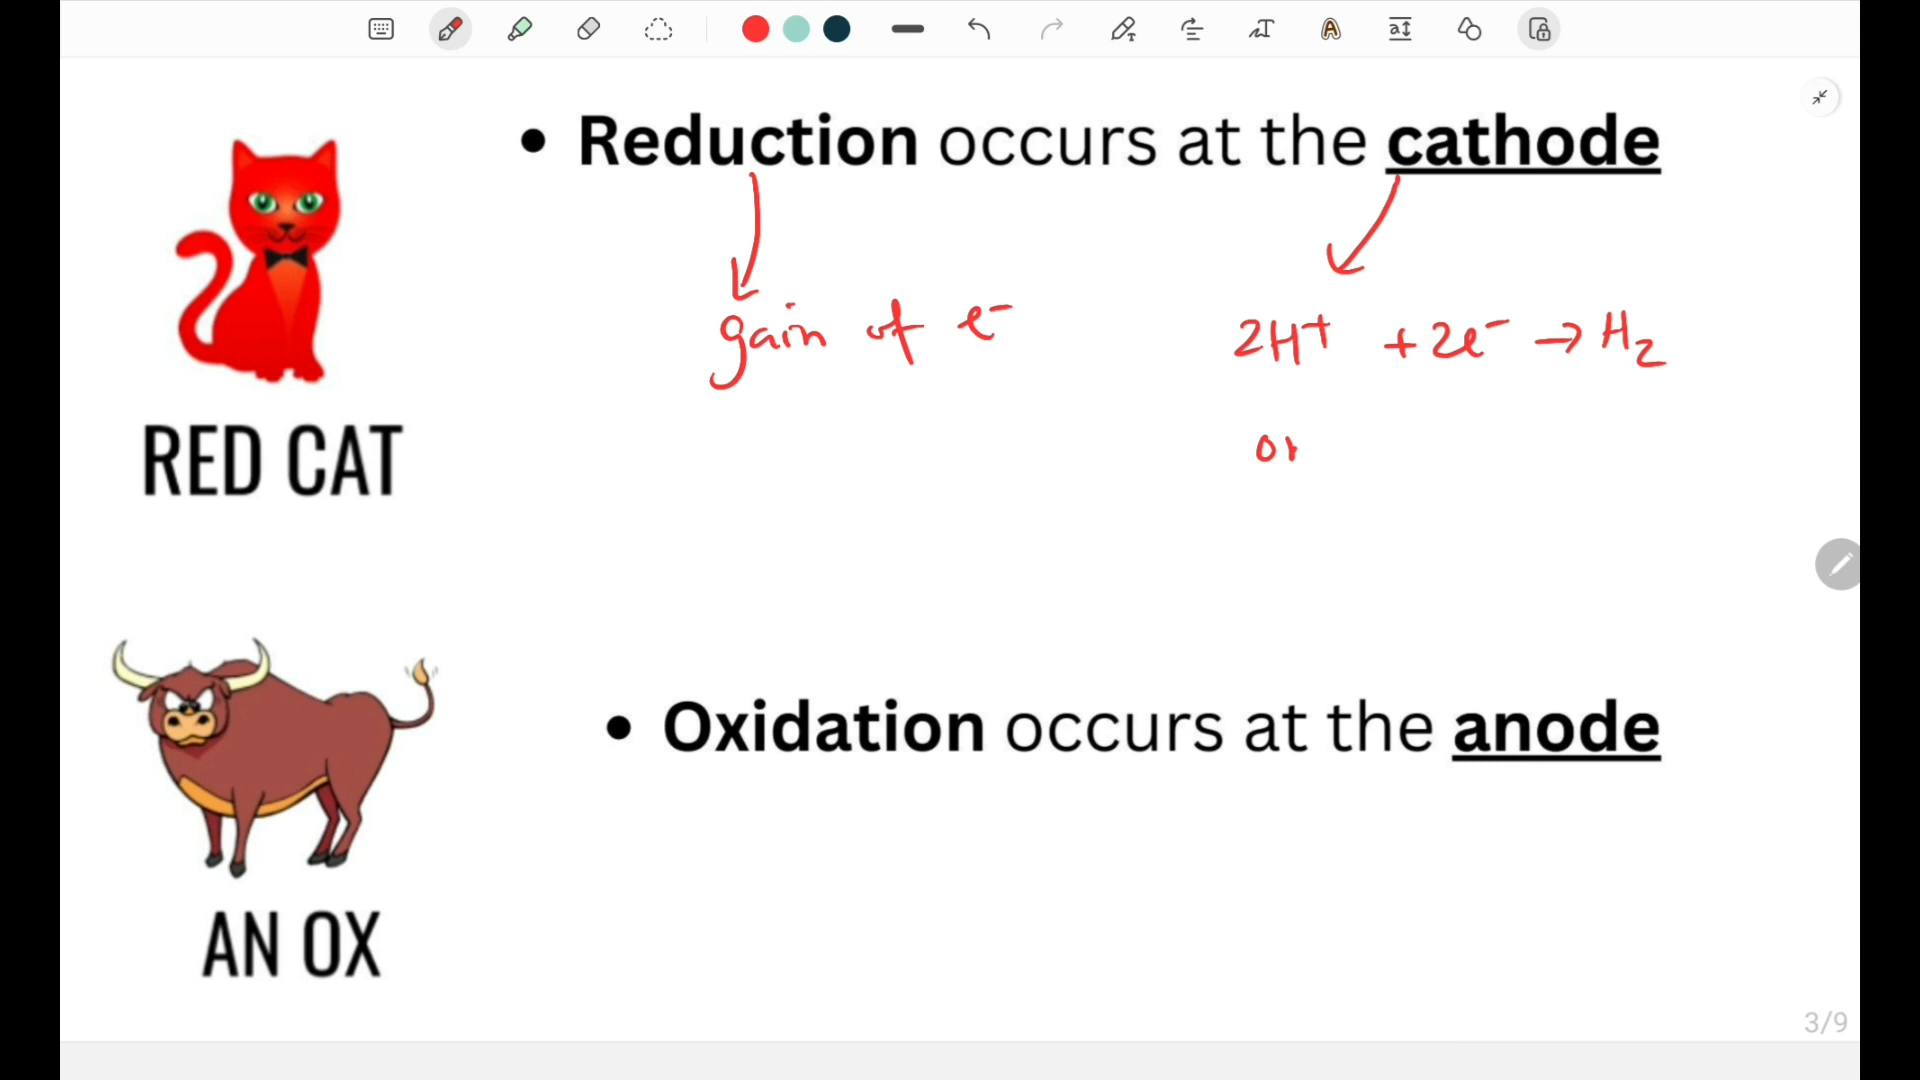 • Reduction occurs at the cathode
gain of e⁻
2H⁺ + 2e⁻ → H₂
or
RED CAT
• Oxidation occurs at the anode
AN OX
3/9